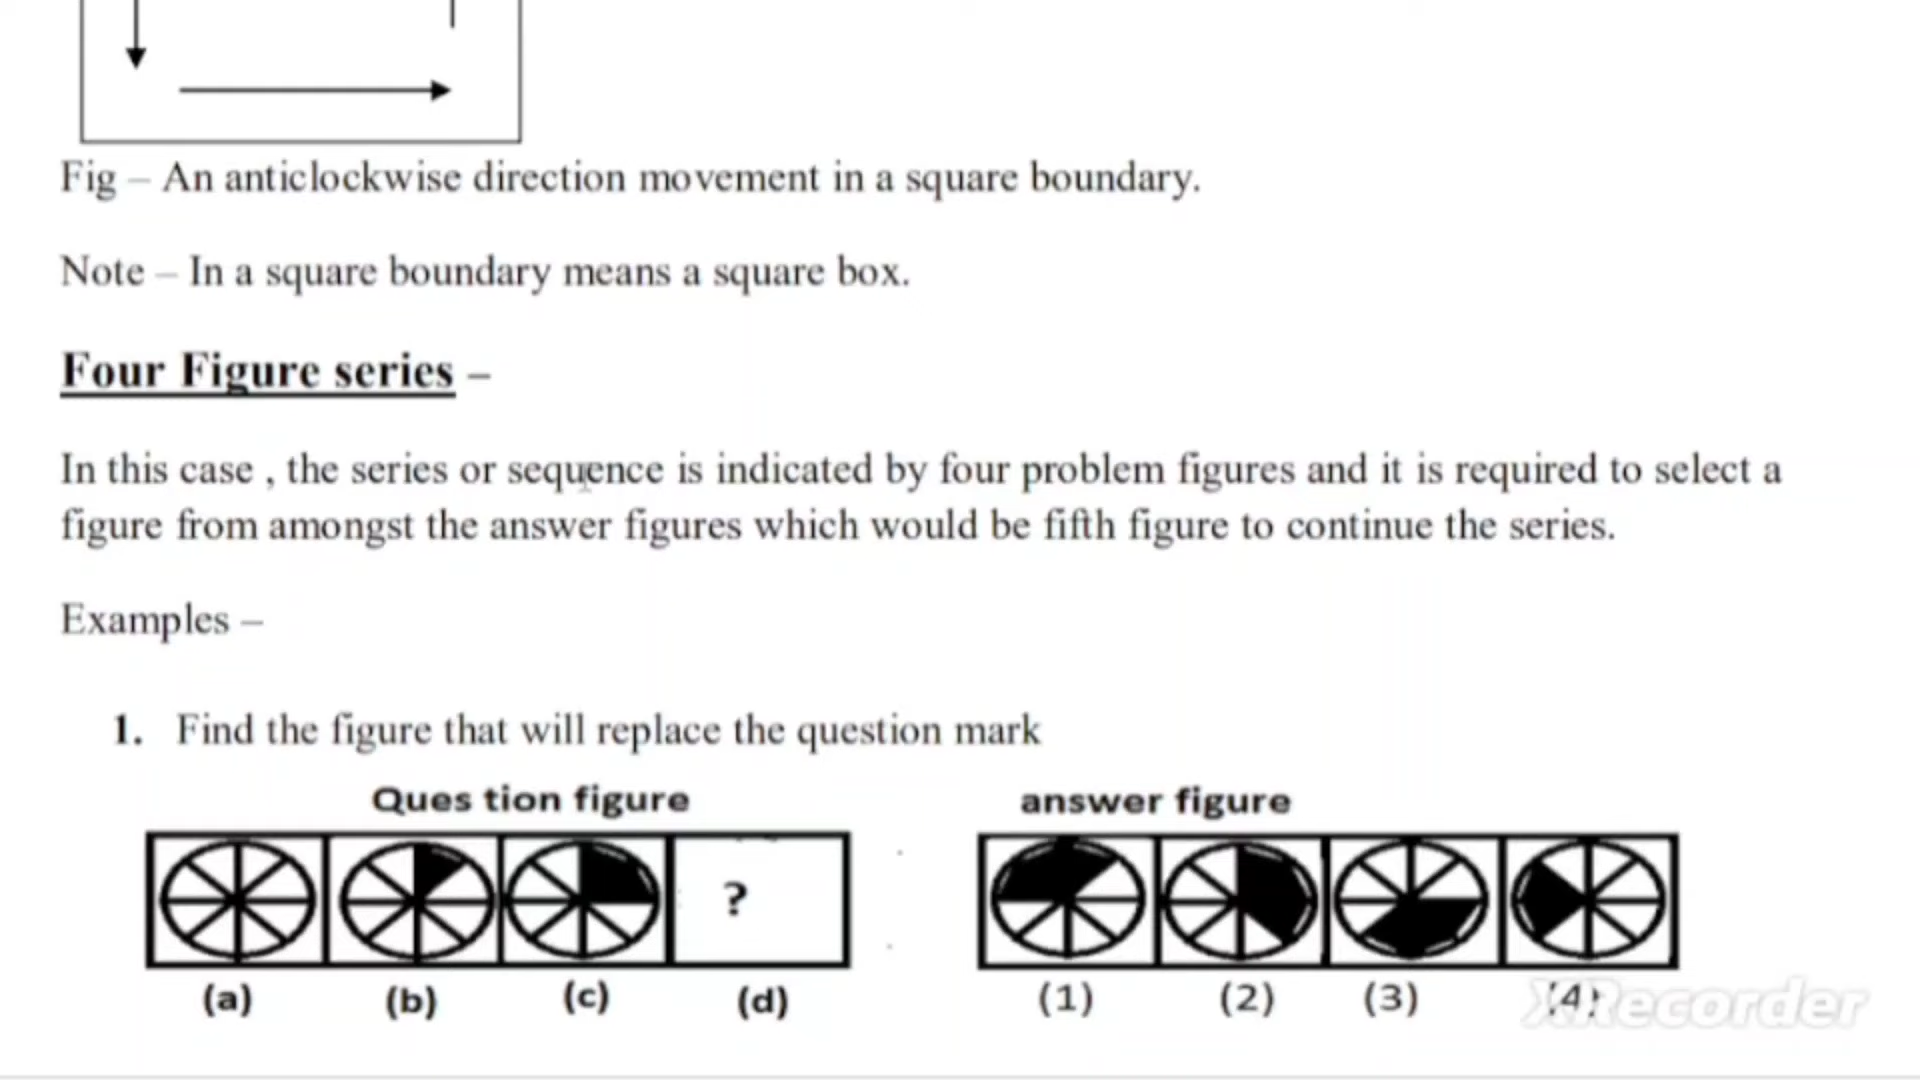 Fig – An anticlockwise direction movement in a square boundary.
Note – In a square boundary means a square box.
Four Figure series –
In this case , the series or sequence is indicated by four problem figures and it is required to select a
figure from amongst the answer figures which would be fifth figure to continue the series.
Examples –
1. Find the figure that will replace the question mark
Ques tion figure answer figure
?
(a) (b) (c) (d) (1) (2) (3) (4)
XRecorder